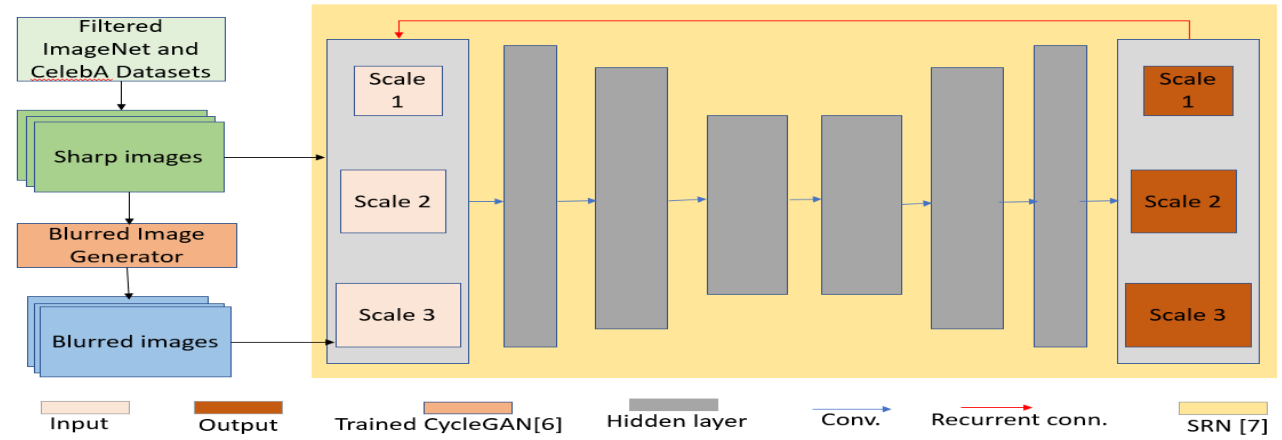 Filtered
ImageNet and
CelebA Datasets
Sharp images
Blurred Image
Generator
Blurred images
Scale
1
Scale 2
Scale 3
Scale
1
Scale 2
Scale 3
Input
Output
Trained CycleGAN[6]
Hidden layer
Conv.
Recurrent conn.
SRN [7]